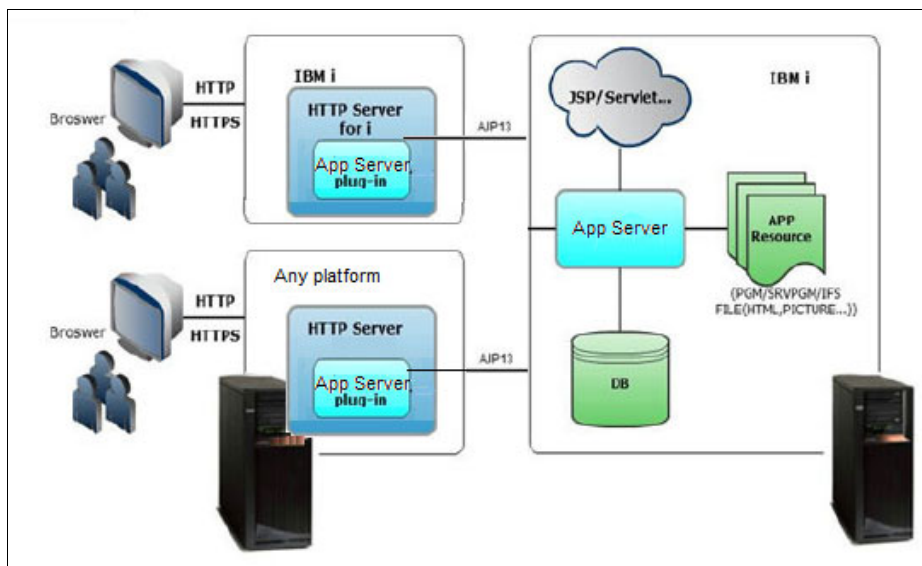 Broswer
HTTP
HTTPS
IBM i
HTTP Server
for i
App Server
plug-in
AJP13
Broswer
HTTP
HTTPS
Any platform
HTTP Server
App Server
plug-in
AJP13
IBM i
JSP/Servlet...
App Server
APP
Resource
(PGM/SRVPGM/IFS
FILE(HTML,PICTURE...))
DB